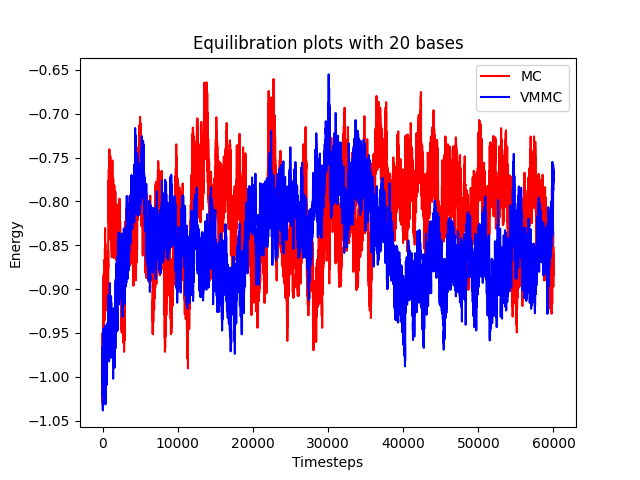 Equilibration plots with 20 bases
MC
VMMC
−0.65
−0.70
−0.75
−0.80
−0.85
−0.90
−0.95
−1.00
−1.05
Energy
0 10000 20000 30000 40000 50000 60000
Timesteps